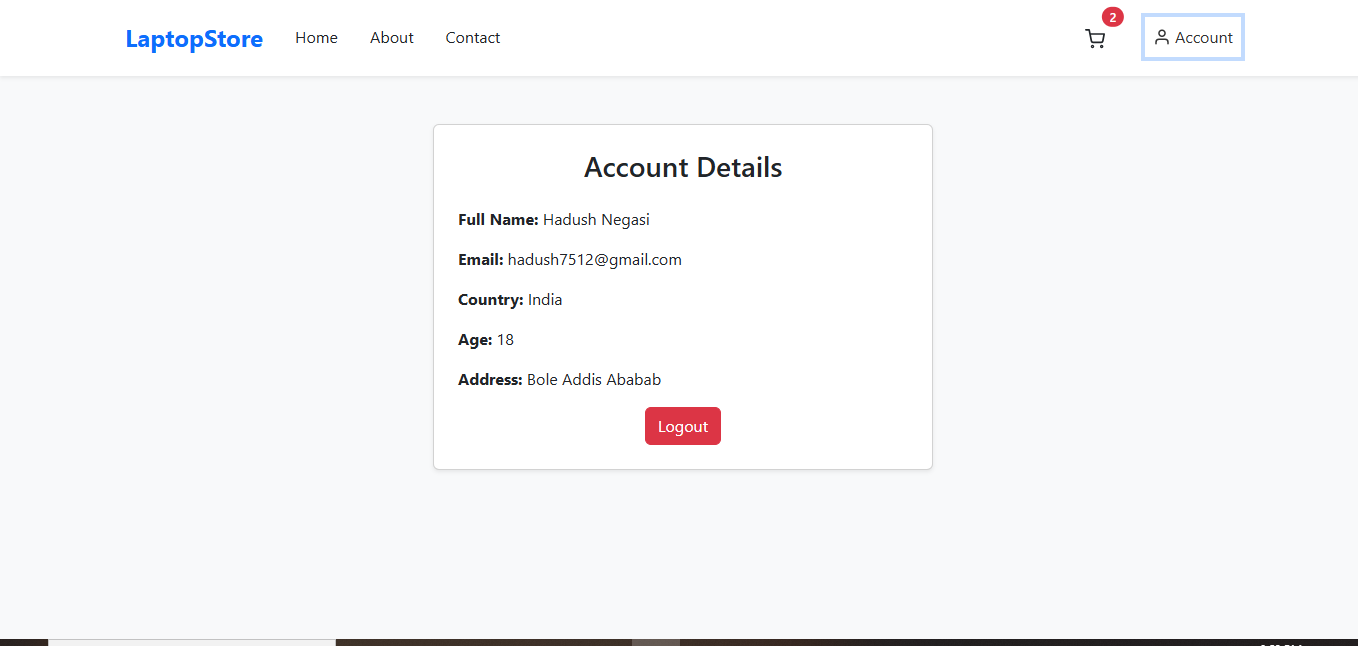 LaptopStore Home About Contact 2 Account
Account Details
Full Name: Hadush Negasi
Email: hadush7512@gmail.com
Country: India
Age: 18
Address: Bole Addis Ababab
Logout